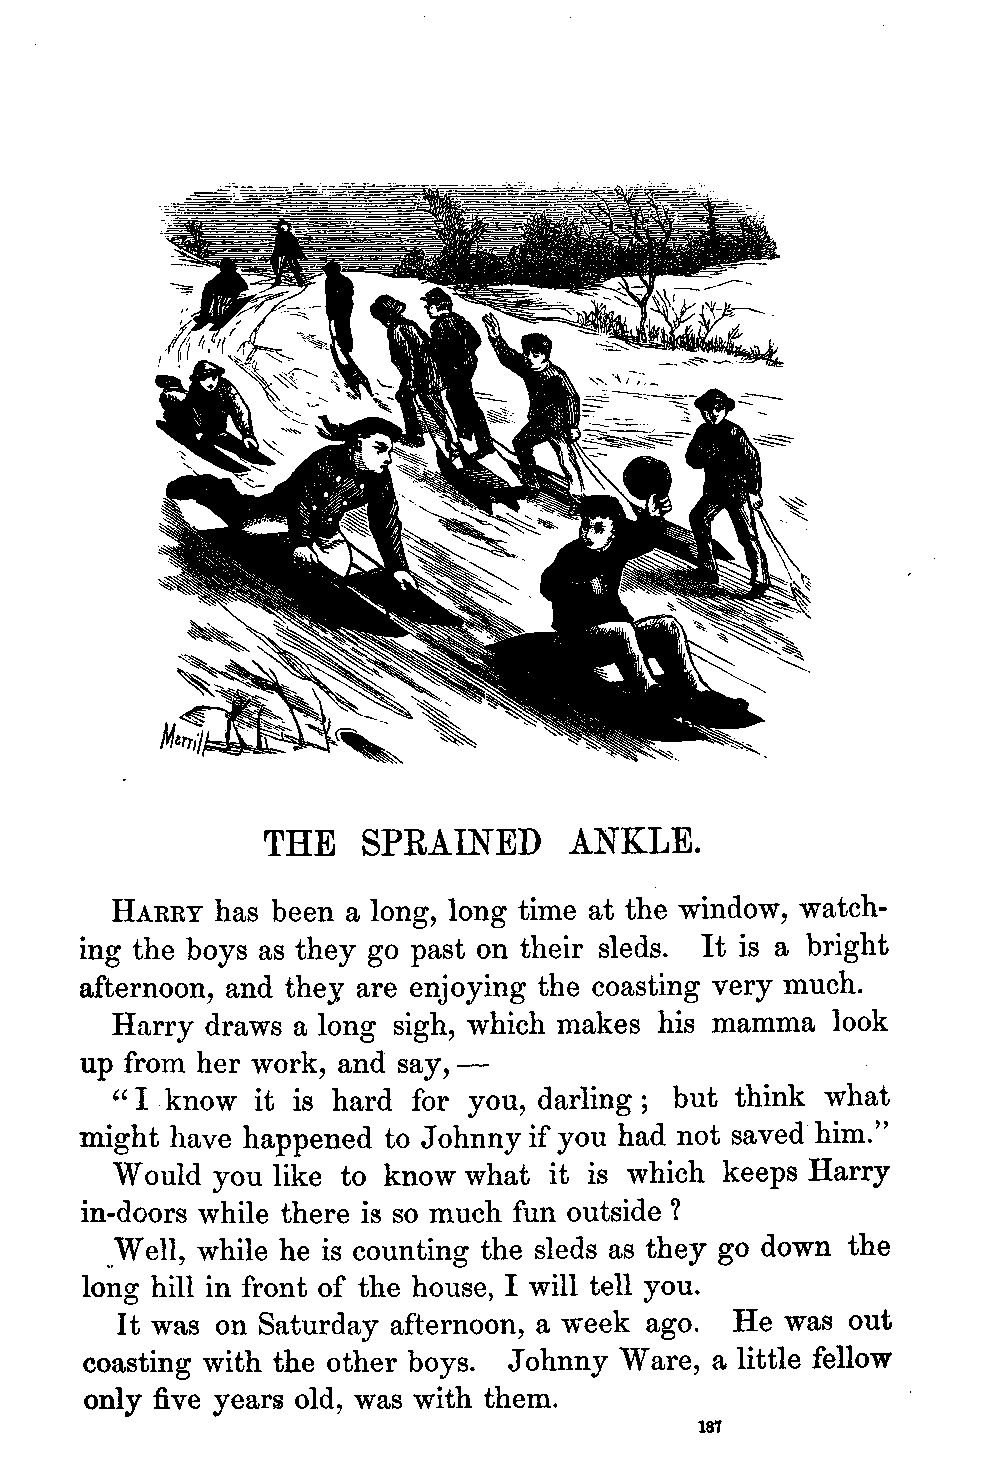 Merrill
THE SPRAINED ANKLE.
HARRY has been a long, long time at the window, watch-
ing the boys as they go past on their sleds. It is a bright
afternoon, and they are enjoying the coasting very much.
Harry draws a long sigh, which makes his mamma look
up from her work, and say, —
“I know it is hard for you, darling; but think what
might have happened to Johnny if you had not saved him.”
Would you like to know what it is which keeps Harry
in-doors while there is so much fun outside?
Well, while he is counting the sleds as they go down the
long hill in front of the house, I will tell you.
It was on Saturday afternoon, a week ago. He was out
coasting with the other boys. Johnny Ware, a little fellow
only five years old, was with them.
187